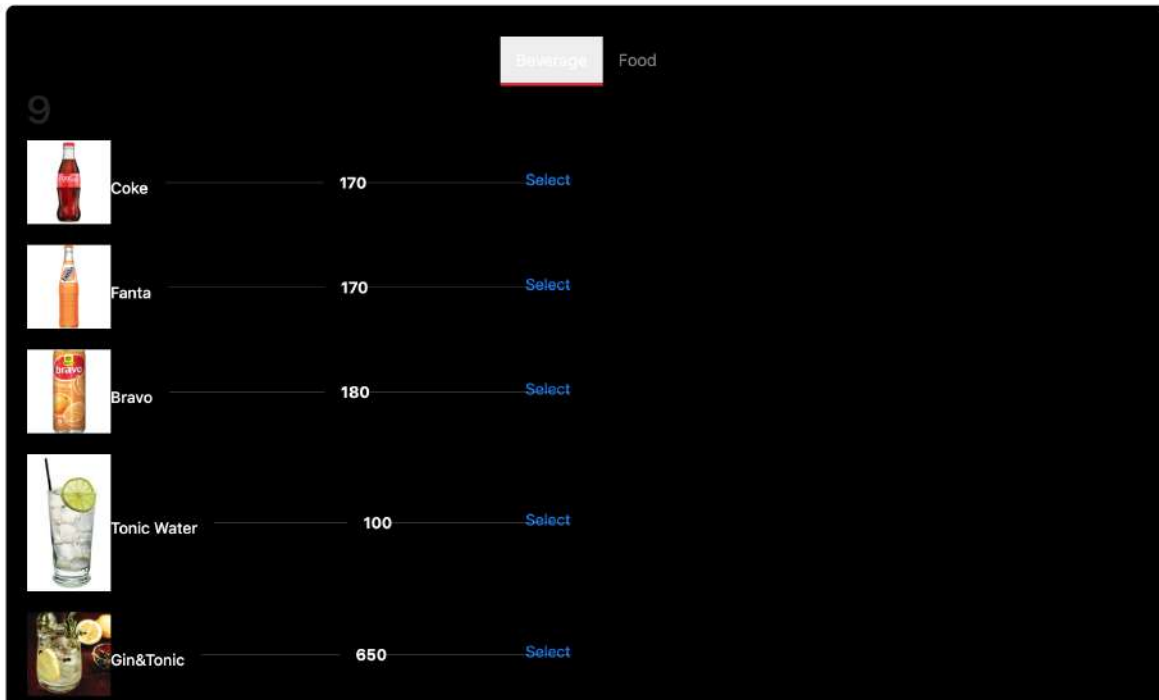 Beverage Food
9
Coke 170 Select
Fanta 170 Select
bravo
Bravo 180 Select
Tonic Water 100 Select
Gin&Tonic 650 Select